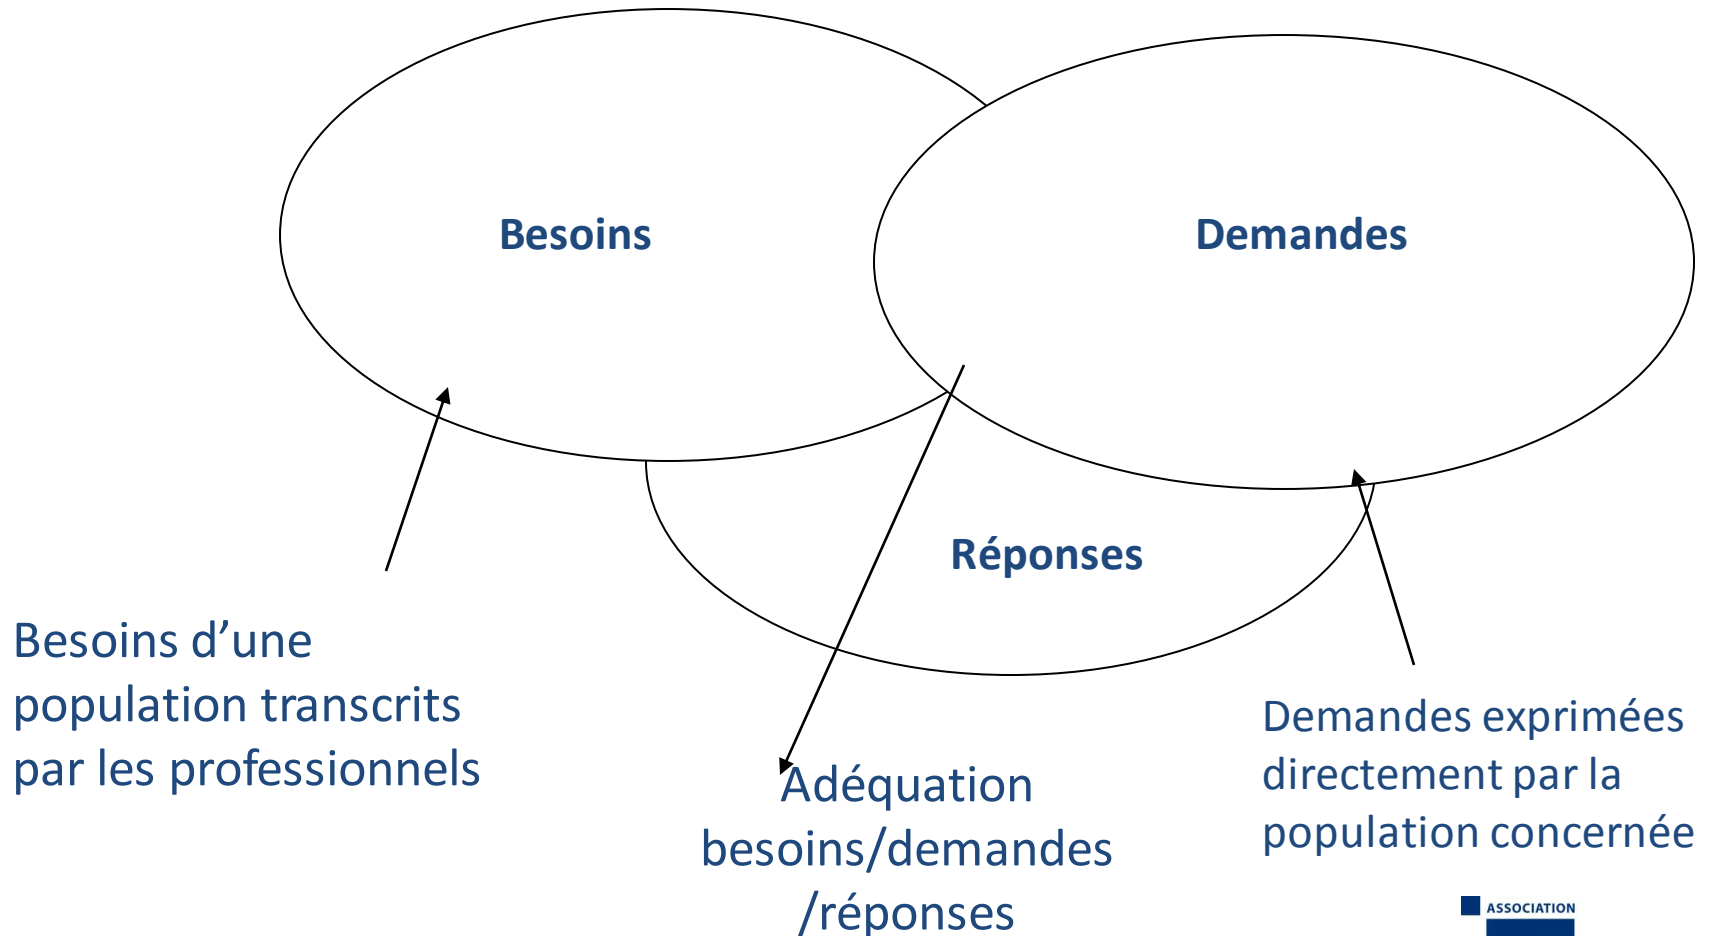 Besoins
Demandes
Réponses
Besoins d’une
population transcrits
par les professionnels
Adéquation
besoins/demandes
/réponses
Demandes exprimées
directement par la
population concernée
ASSOCIATION